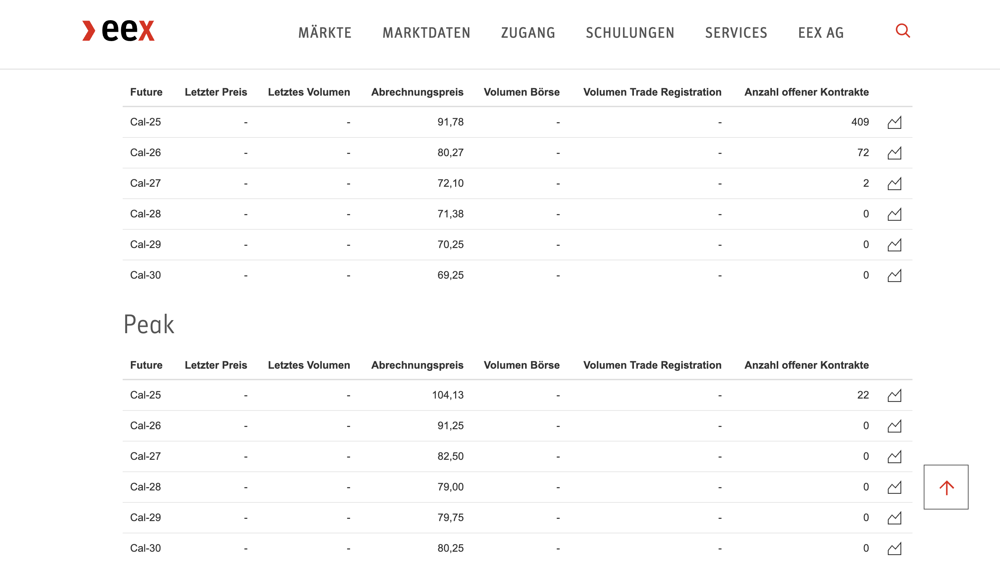 eex MÄRKTE MARKTDATEN ZUGANG SCHULUNGEN SERVICES EEX AG
Future Letzter Preis Letztes Volumen Abrechnungspreis Volumen Börse Volumen Trade Registration Anzahl offener Kontrakte
Cal-25 - - 91,78 - - 409
Cal-26 - - 80,27 - - 72
Cal-27 - - 72,10 - - 2
Cal-28 - - 71,38 - - 0
Cal-29 - - 70,25 - - 0
Cal-30 - - 69,25 - - 0
Peak
Future Letzter Preis Letztes Volumen Abrechnungspreis Volumen Börse Volumen Trade Registration Anzahl offener Kontrakte
Cal-25 - - 104,13 - - 22
Cal-26 - - 91,25 - - 0
Cal-27 - - 82,50 - - 0
Cal-28 - - 79,00 - - 0
Cal-29 - - 79,75 - - 0
Cal-30 - - 80,25 - - 0